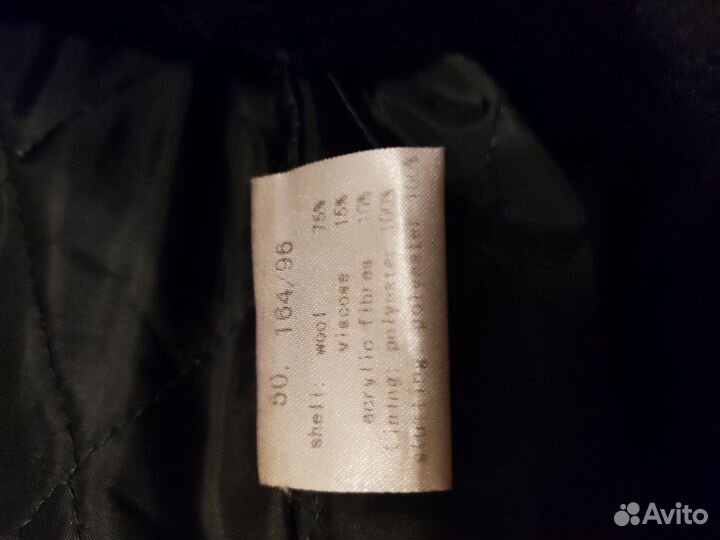 50, 164/96
shell: wool 75%
viscose 15%
acrylic fibres 10%
lining: polyester 100%
polyester 100%
Avito